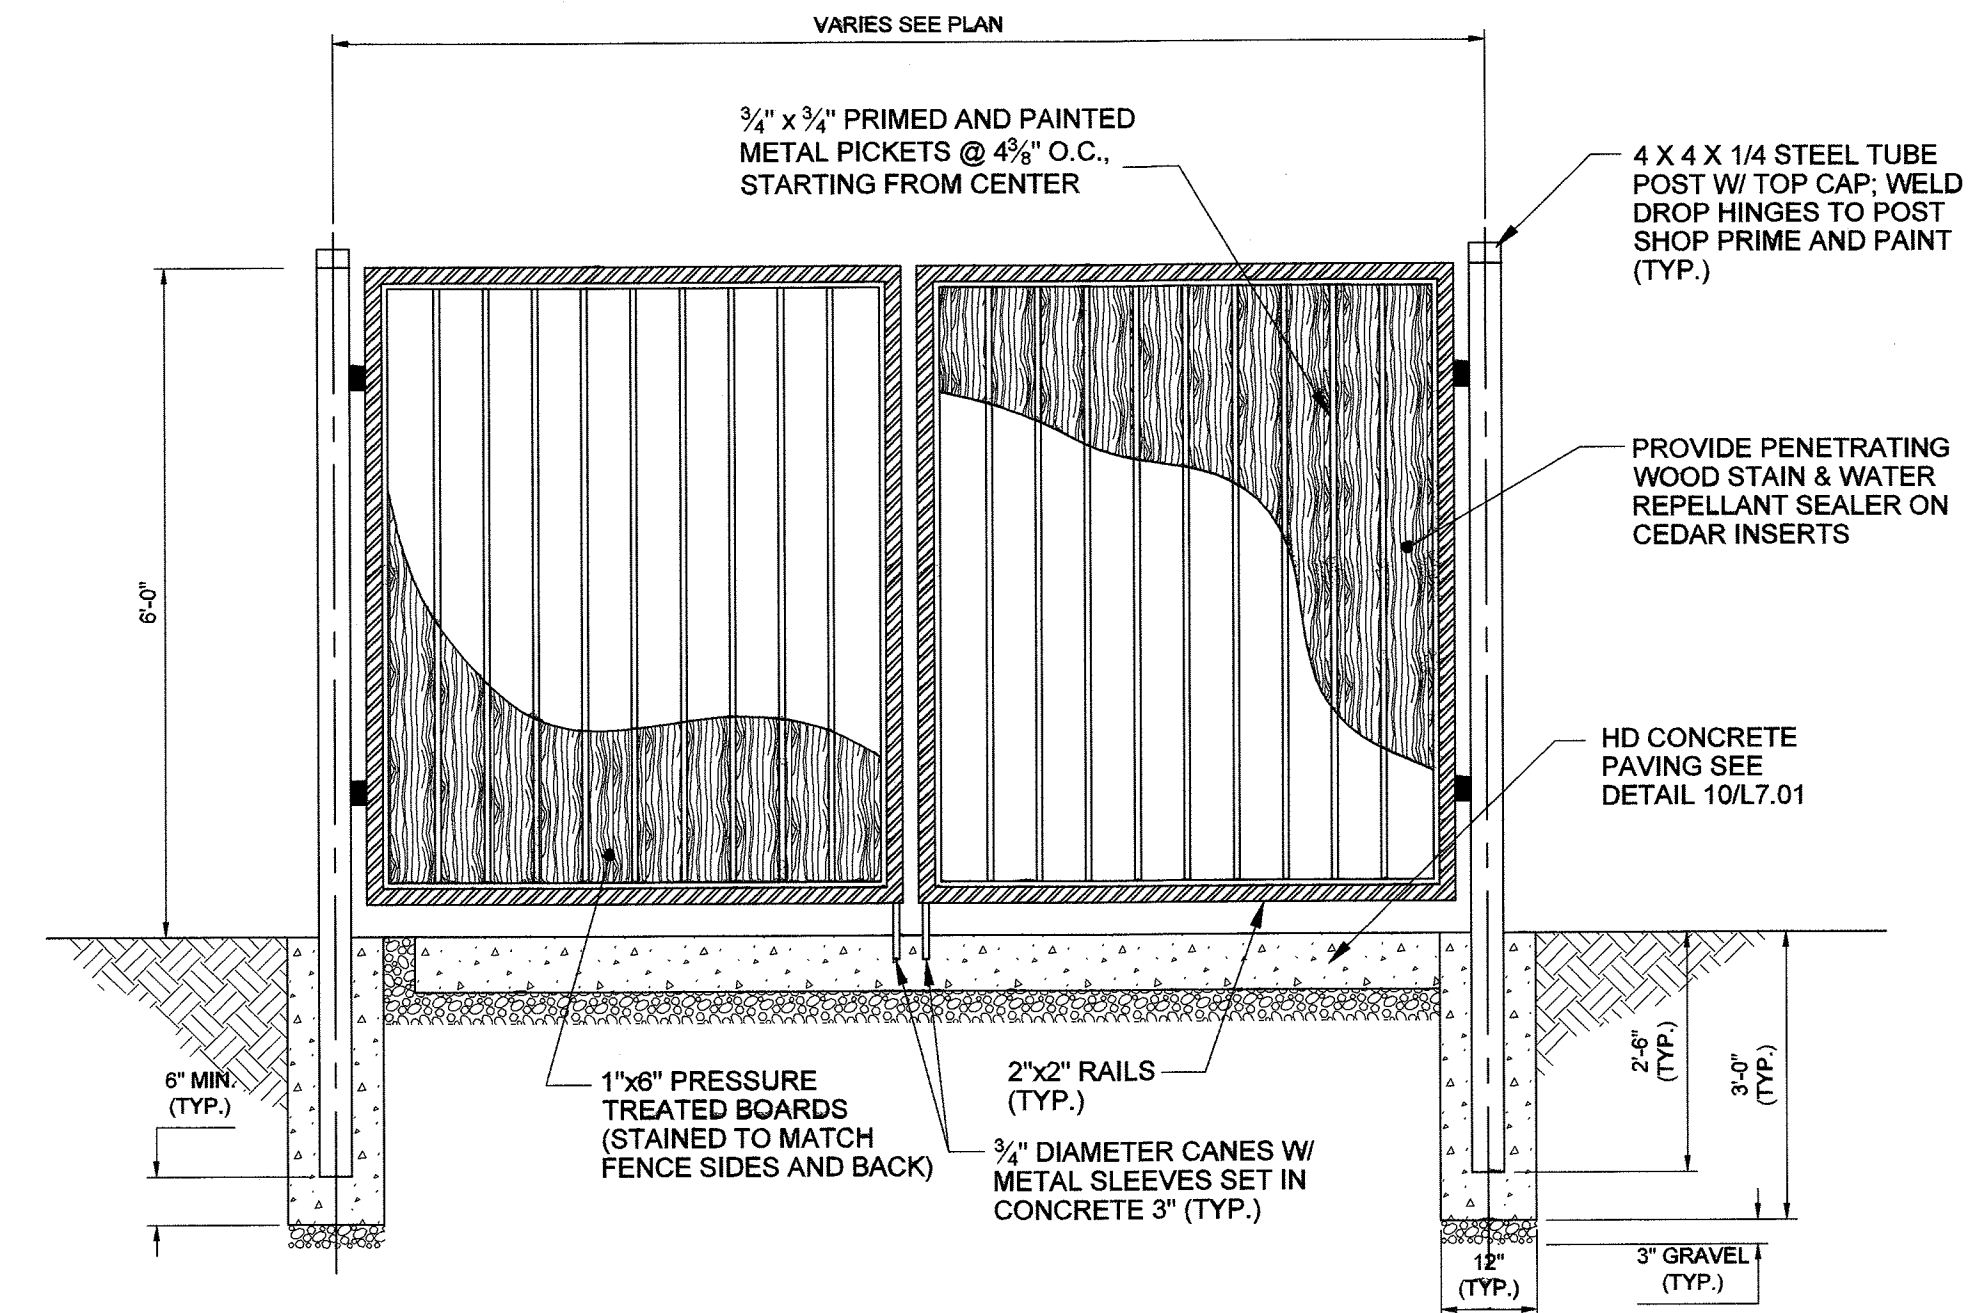 VARIES SEE PLAN
¾" x ¾" PRIMED AND PAINTED
METAL PICKETS @ 4⅜" O.C.,
STARTING FROM CENTER
4 X 4 X 1/4 STEEL TUBE
POST W/ TOP CAP; WELD
DROP HINGES TO POST
SHOP PRIME AND PAINT
(TYP.)
PROVIDE PENETRATING
WOOD STAIN & WATER
REPELLANT SEALER ON
CEDAR INSERTS
6'-0"
HD CONCRETE
PAVING SEE
DETAIL 10/L7.01
6" MIN.
(TYP.)
1"x6" PRESSURE
TREATED BOARDS
(STAINED TO MATCH
FENCE SIDES AND BACK)
2"x2" RAILS
(TYP.)
¾" DIAMETER CANES W/
METAL SLEEVES SET IN
CONCRETE 3" (TYP.)
2'-6"
(TYP.)
3'-0"
(TYP.)
12"
(TYP.)
3" GRAVEL
(TYP.)